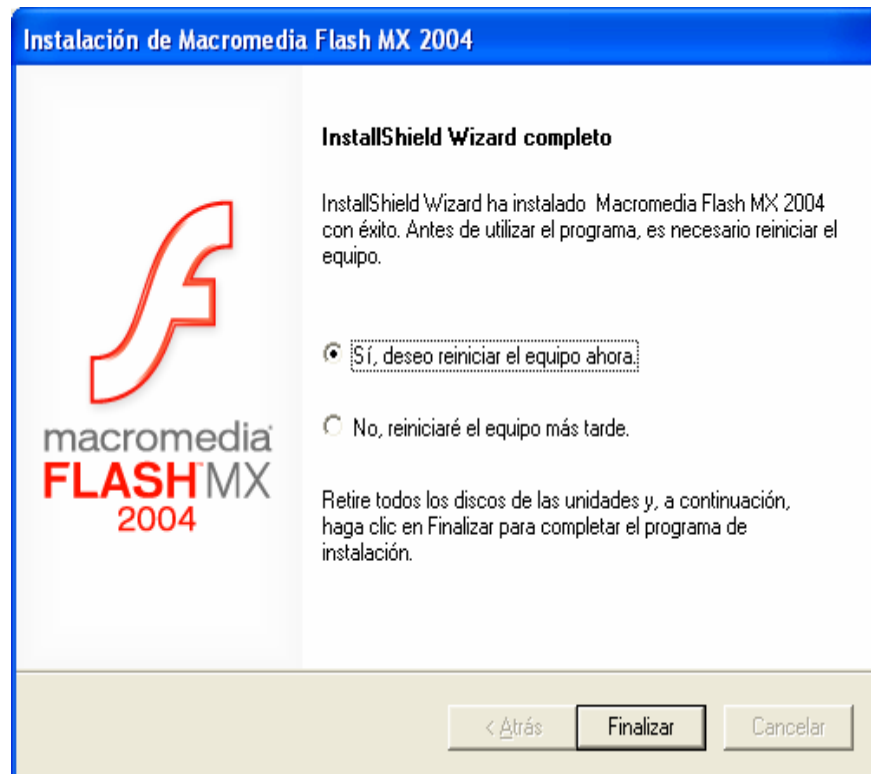 Instalación de Macromedia Flash MX 2004
InstallShield Wizard completo
InstallShield Wizard ha instalado Macromedia Flash MX 2004
con éxito. Antes de utilizar el programa, es necesario reiniciar el
equipo.
Sí, deseo reiniciar el equipo ahora.
No, reiniciaré el equipo más tarde.
Retire todos los discos de las unidades y, a continuación,
haga clic en Finalizar para completar el programa de
instalación.
macromedia
FLASH™MX
2004
< Atrás
Finalizar
Cancelar